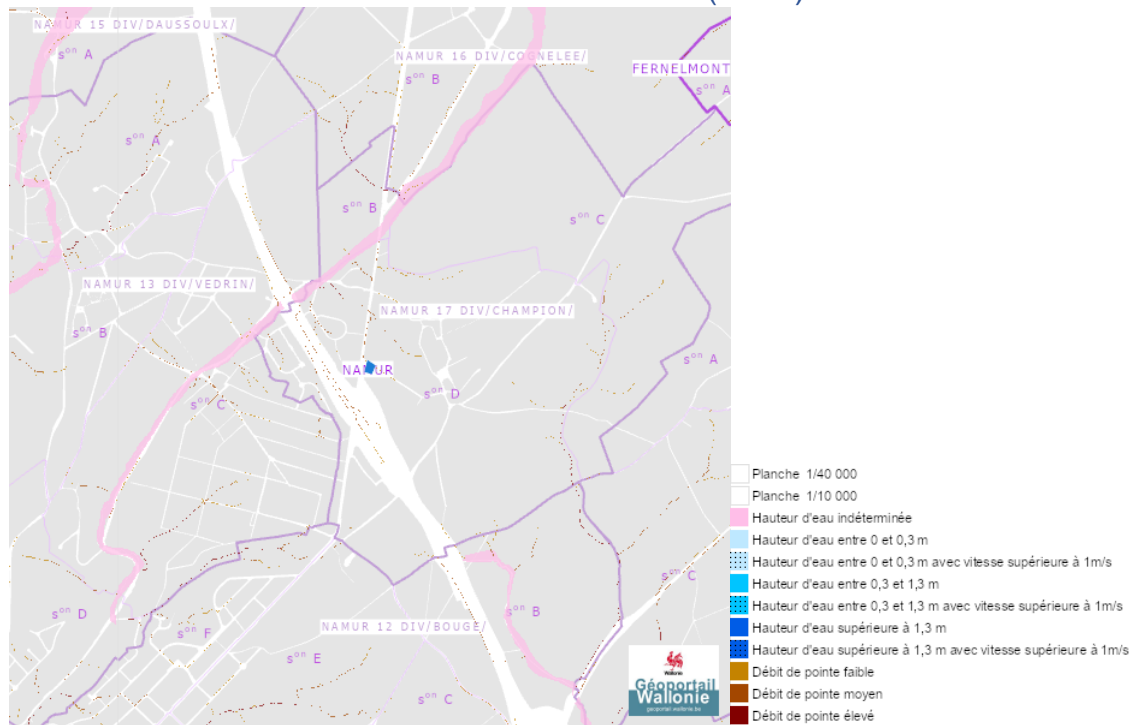 NAMUR 15 DIV/DAUSSOULX/
sᵒⁿ A
NAMUR 16 DIV/COGNELEE/
sᵒⁿ B
FERNELMONT
sᵒⁿ A
sᵒⁿ A
sᵒⁿ B
sᵒⁿ C
NAMUR 13 DIV/VEDRIN/
NAMUR 17 DIV/CHAMPION/
sᵒⁿ B
sᵒⁿ A
NAMUR
sᵒⁿ C
sᵒⁿ D
sᵒⁿ C
sᵒⁿ D
sᵒⁿ F
sᵒⁿ B
NAMUR 12 DIV/BOUGE/
sᵒⁿ E
sᵒⁿ C
Wallonie
Géoportail
Wallonie
geoportail.wallonie.be
Planche 1/40 000
Planche 1/10 000
Hauteur d'eau indéterminée
Hauteur d'eau entre 0 et 0,3 m
Hauteur d'eau entre 0 et 0,3 m avec vitesse supérieure à 1m/s
Hauteur d'eau entre 0,3 et 1,3 m
Hauteur d'eau entre 0,3 et 1,3 m avec vitesse supérieure à 1m/s
Hauteur d'eau supérieure à 1,3 m
Hauteur d'eau supérieure à 1,3 m avec vitesse supérieure à 1m/s
Débit de pointe faible
Débit de pointe moyen
Débit de pointe élevé